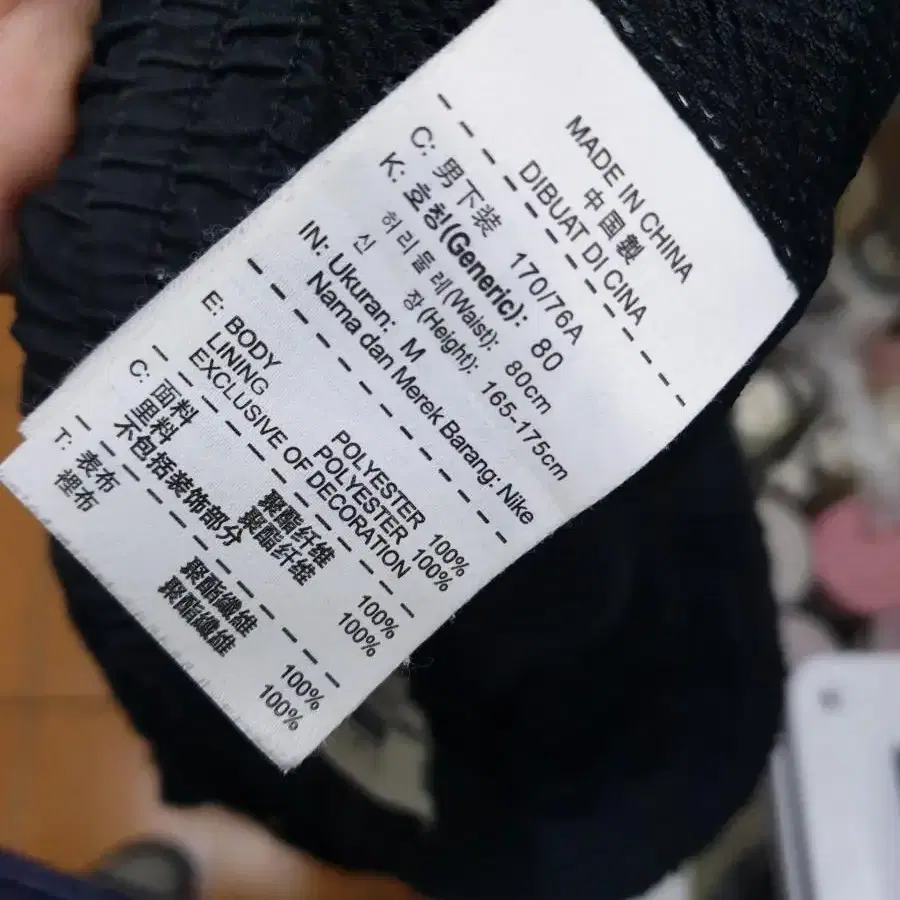 MADE IN CHINA
中国製
DIBUAT DI CINA
C: 男下装 170/76A
K: 호칭(Generic): 80
허리둘레(Waist): 80cm
신 장(Height): 165-175cm
IN: Ukuran: M
Nama dan Merek Barang: Nike
E: BODY POLYESTER 100%
LINING POLYESTER 100%
EXCLUSIVE OF DECORATION
C: 面料 聚酯纤维 100%
里料 聚酯纤维 100%
不包括装饰部分
T: 表布 聚酯纖維 100%
裡布 聚酯纖維 100%